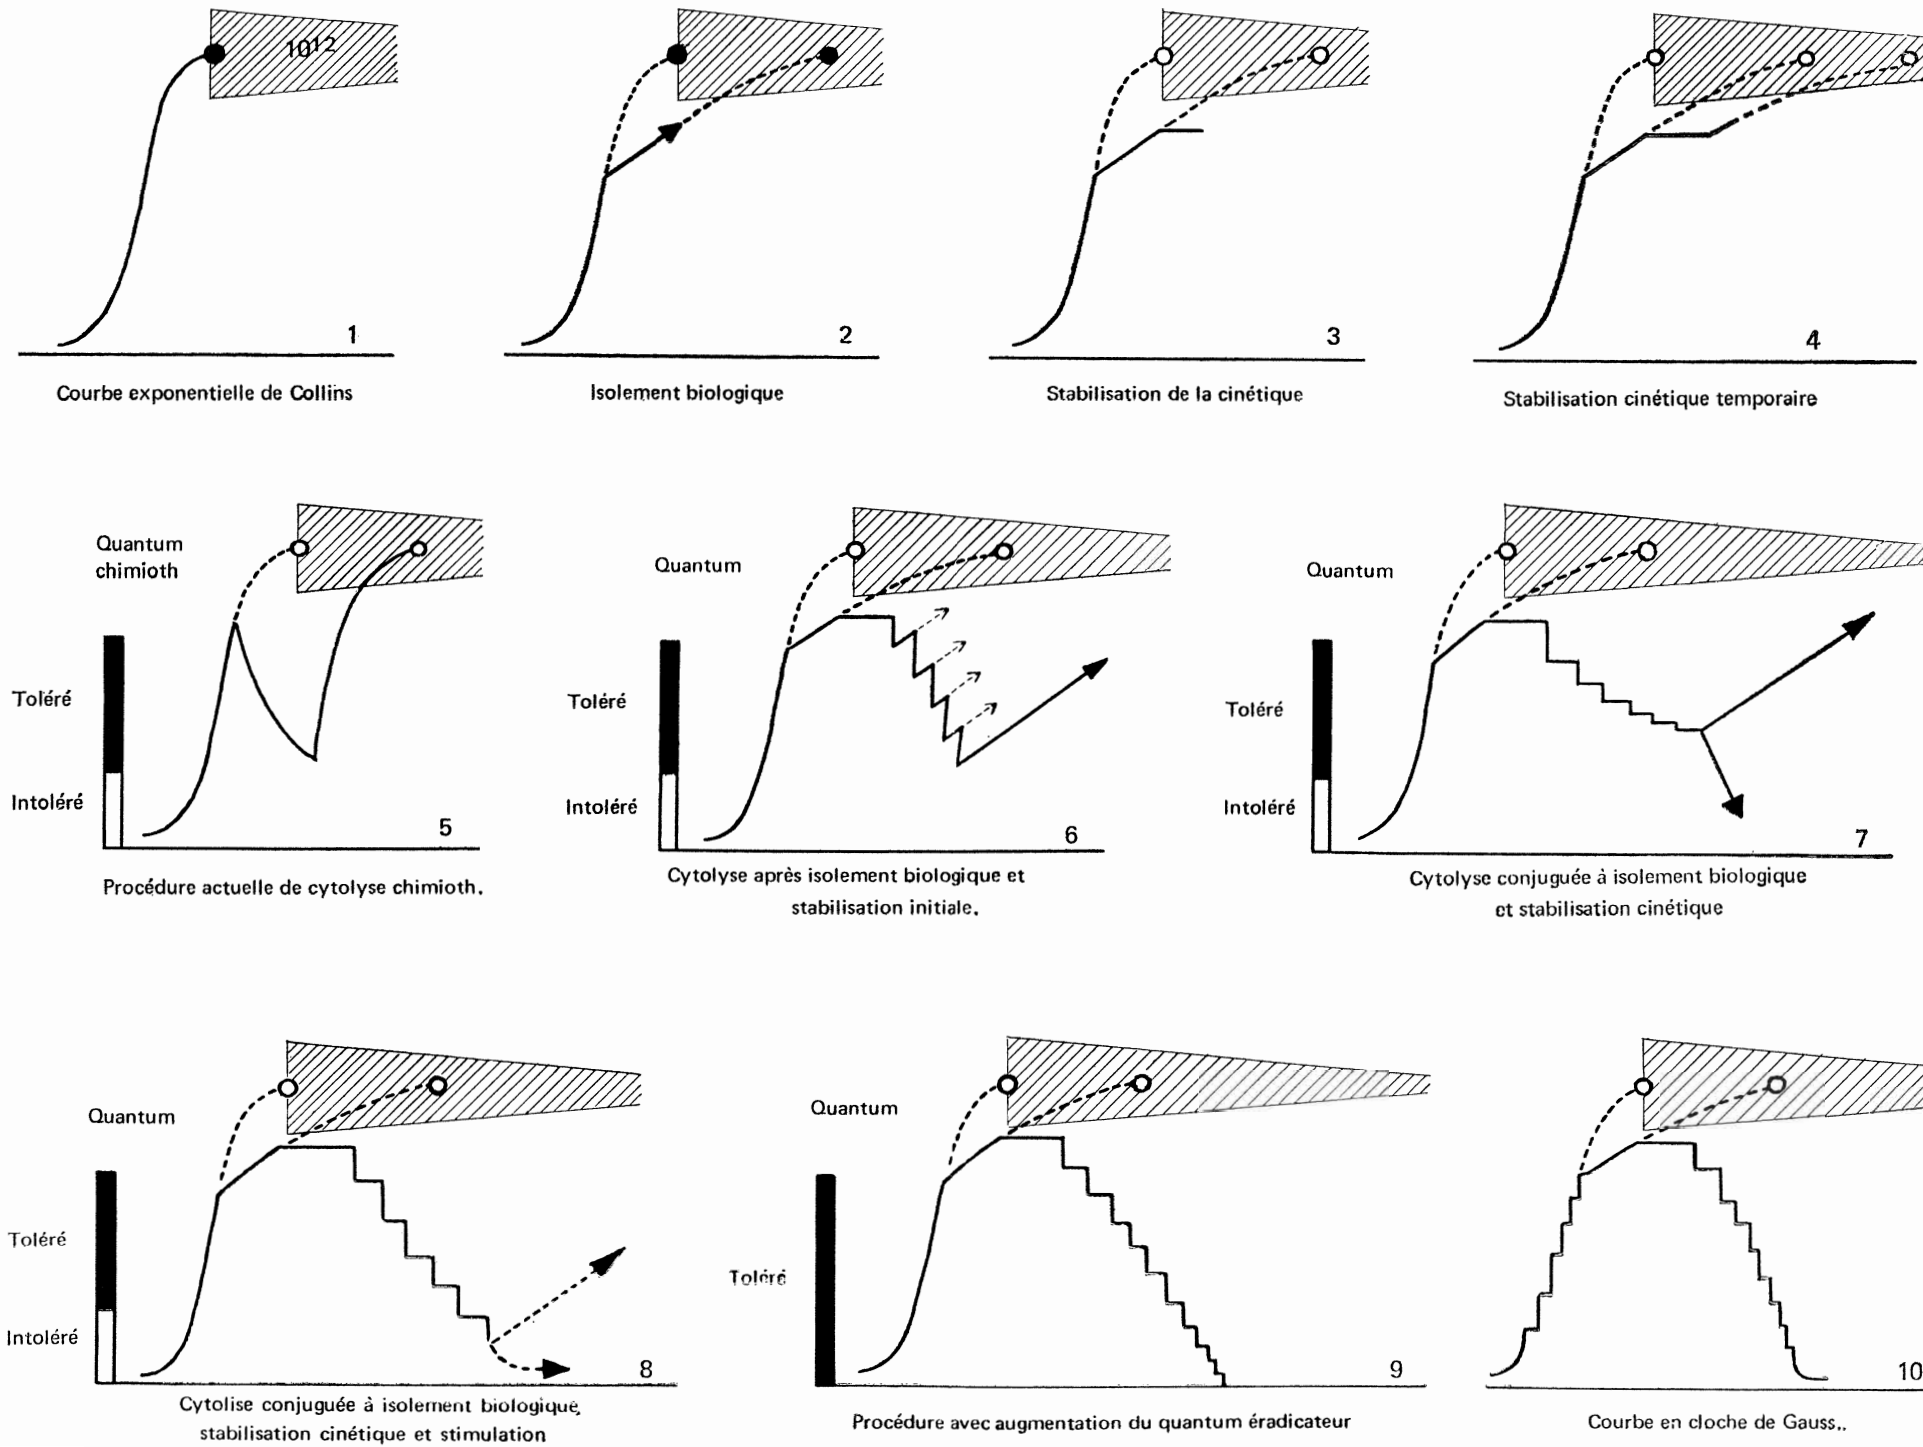 10¹²
1
Courbe exponentielle de Collins
2
Isolement biologique
3
Stabilisation de la cinétique
4
Stabilisation cinétique temporaire
Quantum
chimioth
Toléré
Intoléré
5
Procédure actuelle de cytolyse chimioth.
Quantum
Toléré
Intoléré
6
Cytolyse après isolement biologique et
stabilisation initiale.
Quantum
Toléré
Intoléré
7
Cytolyse conjuguée à isolement biologique
et stabilisation cinétique
Quantum
Toléré
Intoléré
8
Cytolise conjuguée à isolement biologique,
stabilisation cinétique et stimulation
Quantum
Toléré
9
Procédure avec augmentation du quantum éradicateur
10
Courbe en cloche de Gauss..